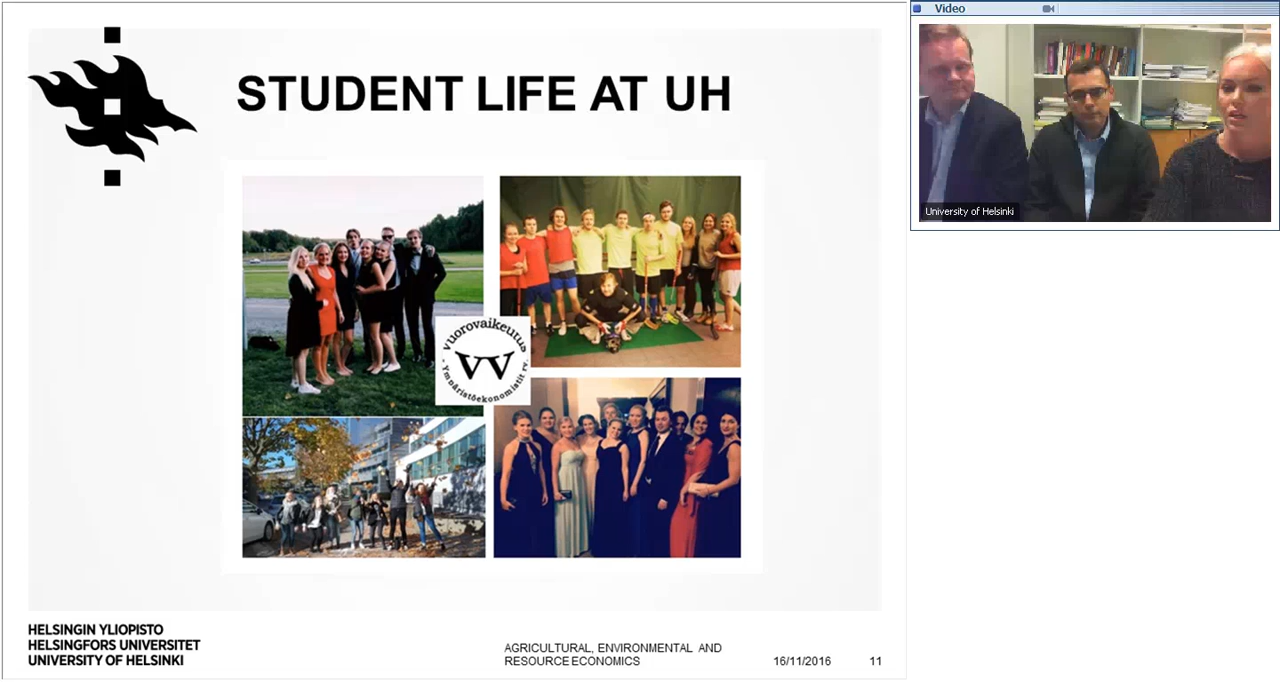 STUDENT LIFE AT UH
vuorovaikeutus
VV
- Ympäristöekonomistit ry. -
HELSINGIN YLIOPISTO
HELSINGFORS UNIVERSITET
UNIVERSITY OF HELSINKI
AGRICULTURAL, ENVIRONMENTAL AND
RESOURCE ECONOMICS
16/11/2016
11
Video
University of Helsinki